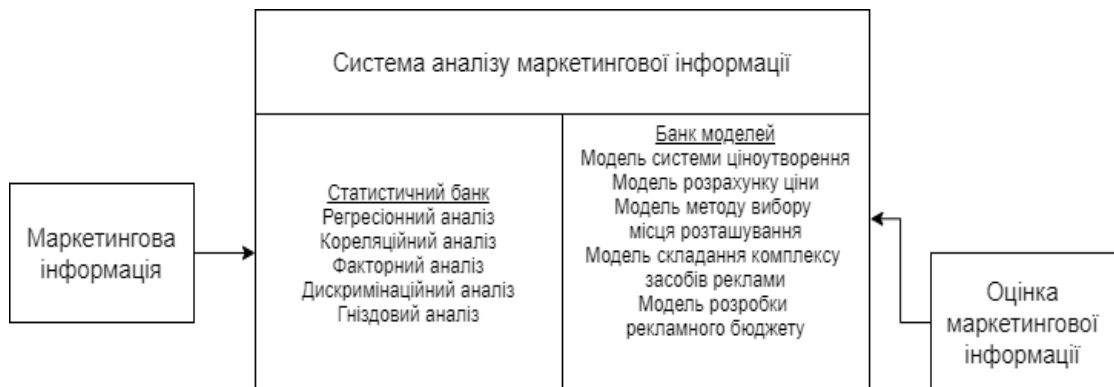 Система аналізу маркетингової інформації
Маркетингова
інформація
Статистичний банк
Регресіонний аналіз
Кореляційний аналіз
Факторний аналіз
Дискримінаційний аналіз
Гніздовий аналіз
Банк моделей
Модель системи ціноутворення
Модель розрахунку ціни
Модель методу вибору
місця розташування
Модель складання комплексу
засобів реклами
Модель розробки
рекламного бюджету
Оцінка
маркетингової
інформації